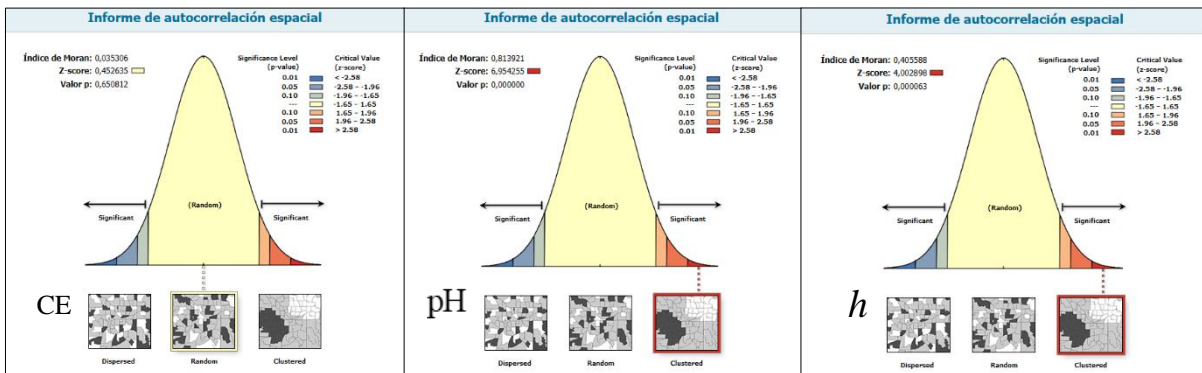 Informe de autocorrelación espacial
Índice de Moran: 0,035306
Z-score: 0,452635
Valor p: 0,650812
Significance Level (p-value)
Critical Value (z-score)
0.01 < -2.58
0.05 -2.58 – -1.96
0.10 -1.96 – -1.65
--- -1.65 – 1.65
0.10 1.65 – 1.96
0.05 1.96 – 2.58
0.01 > 2.58
(Random)
Significant
Significant
CE
Dispersed
Random
Clustered
Informe de autocorrelación espacial
Índice de Moran: 0,813921
Z-score: 6,954255
Valor p: 0,000000
Significance Level (p-value)
Critical Value (z-score)
0.01 < -2.58
0.05 -2.58 – -1.96
0.10 -1.96 – -1.65
--- -1.65 – 1.65
0.10 1.65 – 1.96
0.05 1.96 – 2.58
0.01 > 2.58
(Random)
Significant
Significant
pH
Dispersed
Random
Clustered
Informe de autocorrelación espacial
Índice de Moran: 0,405588
Z-score: 4,002898
Valor p: 0,000063
Significance Level (p-value)
Critical Value (z-score)
0.01 < -2.58
0.05 -2.58 – -1.96
0.10 -1.96 – -1.65
--- -1.65 – 1.65
0.10 1.65 – 1.96
0.05 1.96 – 2.58
0.01 > 2.58
(Random)
Significant
Significant
h
Dispersed
Random
Clustered